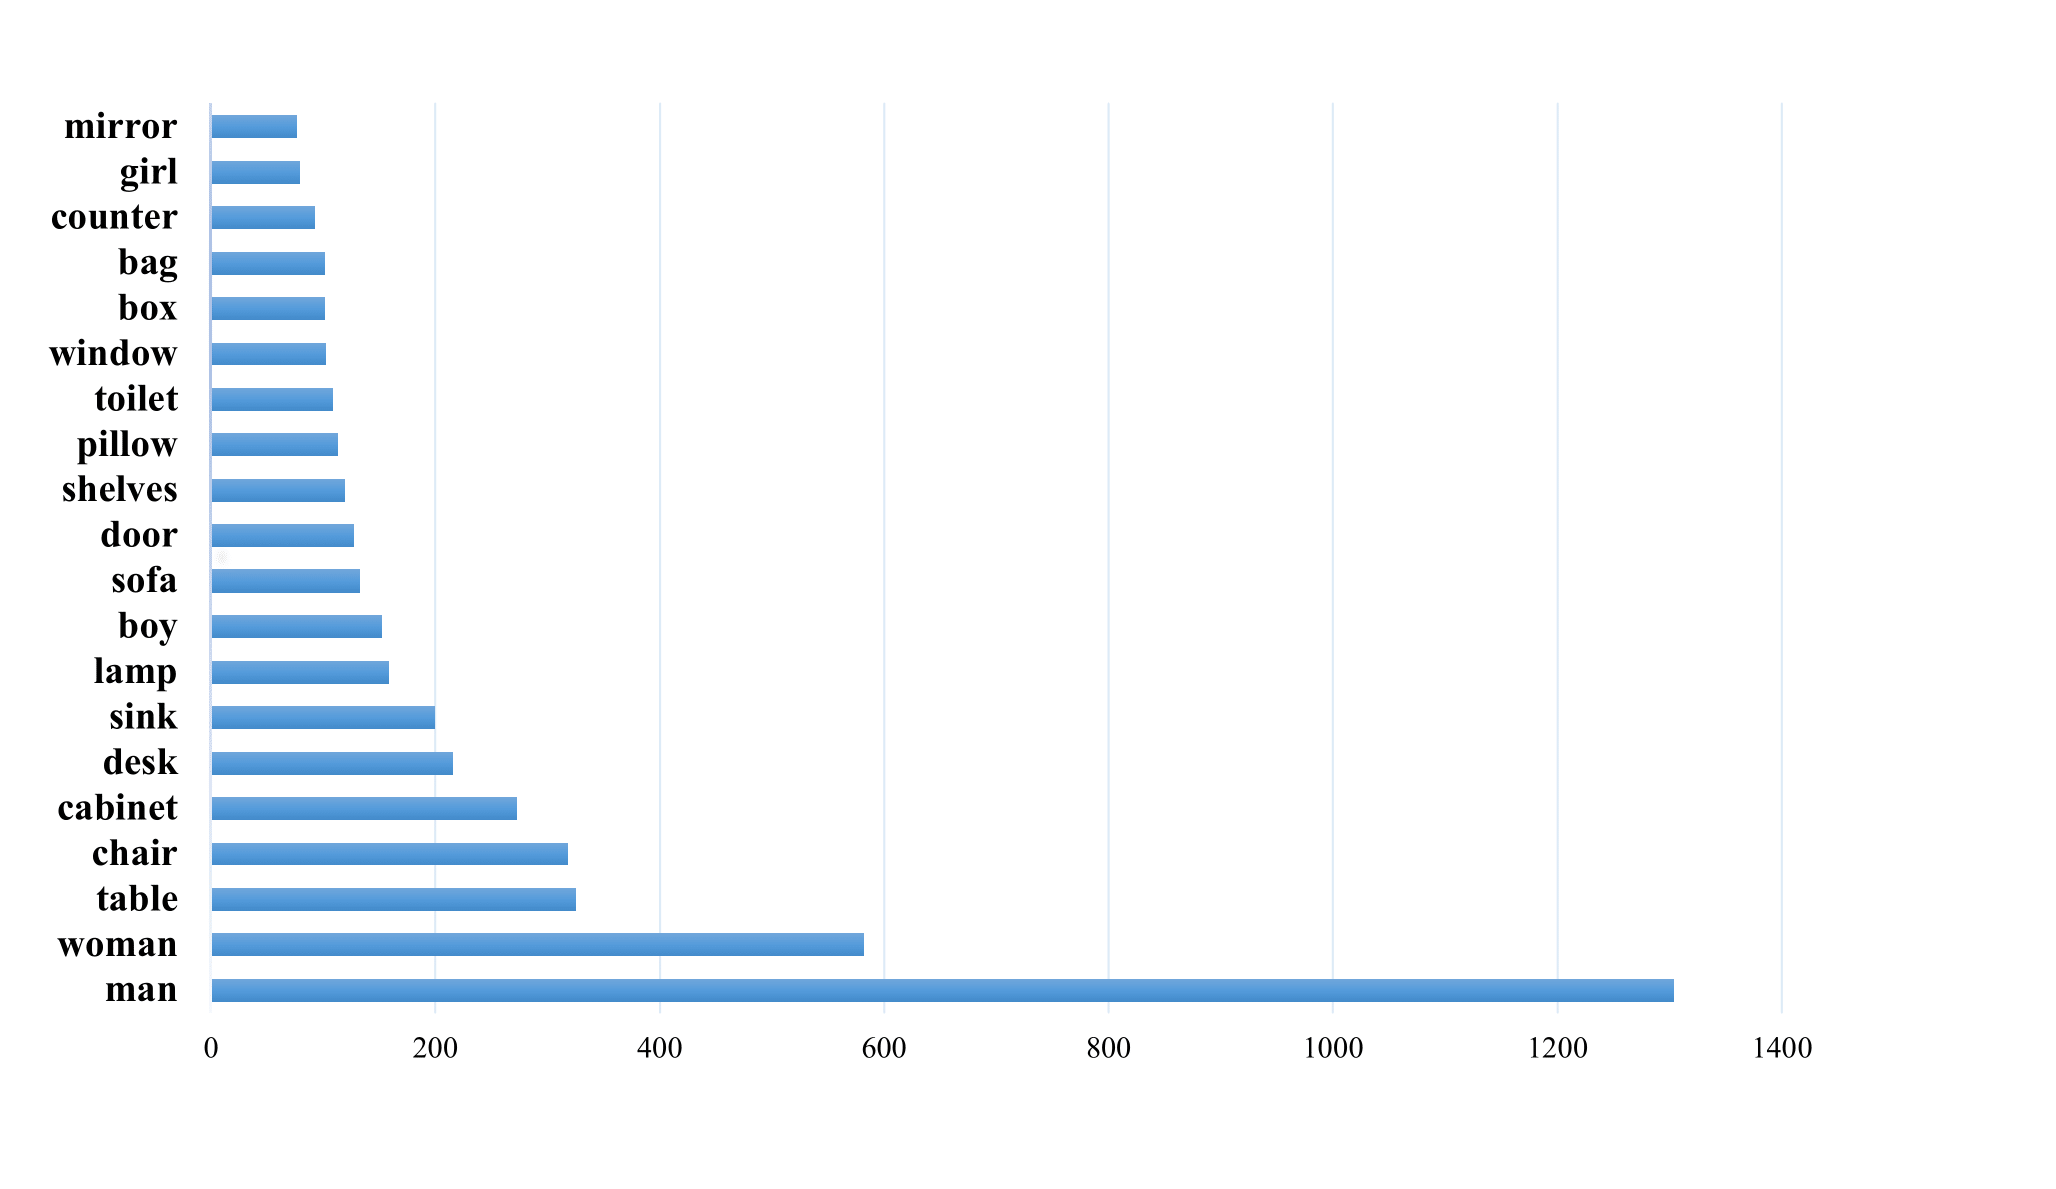 mirror
girl
counter
bag
box
window
toilet
pillow
shelves
door
sofa
boy
lamp
sink
desk
cabinet
chair
table
woman
man
0 200 400 600 800 1000 1200 1400